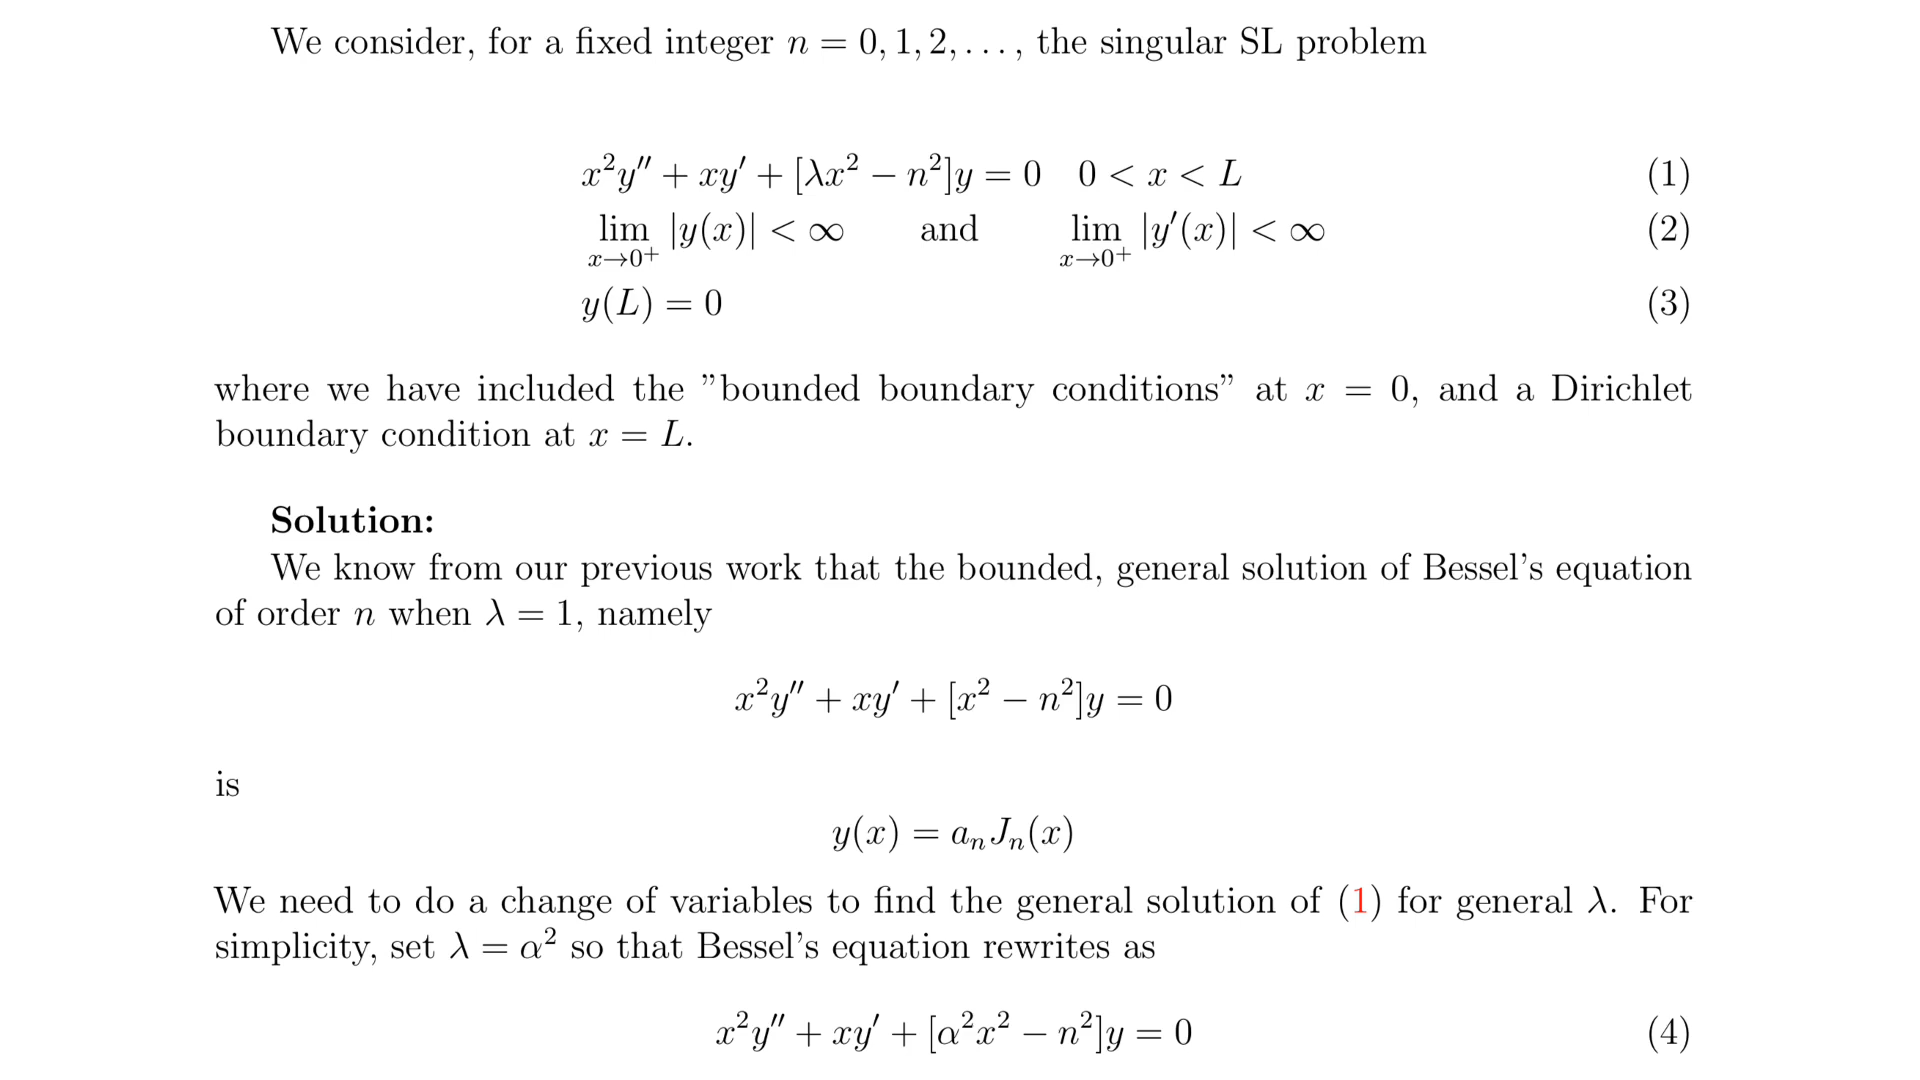 We consider, for a fixed integer n = 0, 1, 2, . . . , the singular SL problem
x²y″ + xy′ + [λx² − n²]y = 0   0 < x < L   (1)
lim_{x→0⁺} |y(x)| < ∞   and   lim_{x→0⁺} |y′(x)| < ∞   (2)
y(L) = 0   (3)
where we have included the ”bounded boundary conditions” at x = 0, and a Dirichlet
boundary condition at x = L.
Solution:
We know from our previous work that the bounded, general solution of Bessel’s equation
of order n when λ = 1, namely
x²y″ + xy′ + [x² − n²]y = 0
is
y(x) = aₙJₙ(x)
We need to do a change of variables to find the general solution of (1) for general λ. For
simplicity, set λ = α² so that Bessel’s equation rewrites as
x²y″ + xy′ + [α²x² − n²]y = 0   (4)